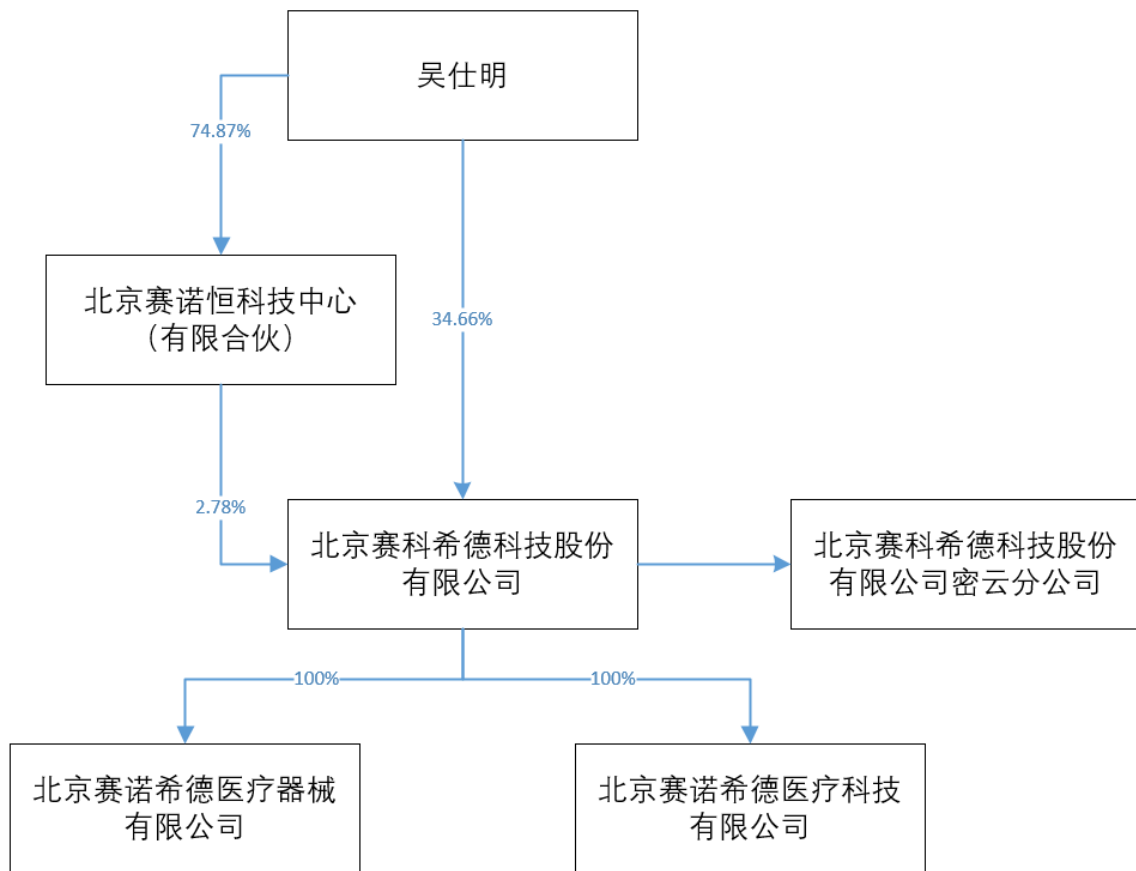 吴仕明
74.87%
北京赛诺恒科技中心
（有限合伙）
34.66%
2.78%
北京赛科希德科技股份
有限公司
北京赛科希德科技股份
有限公司密云分公司
100%
100%
北京赛诺希德医疗器械
有限公司
北京赛诺希德医疗科技
有限公司